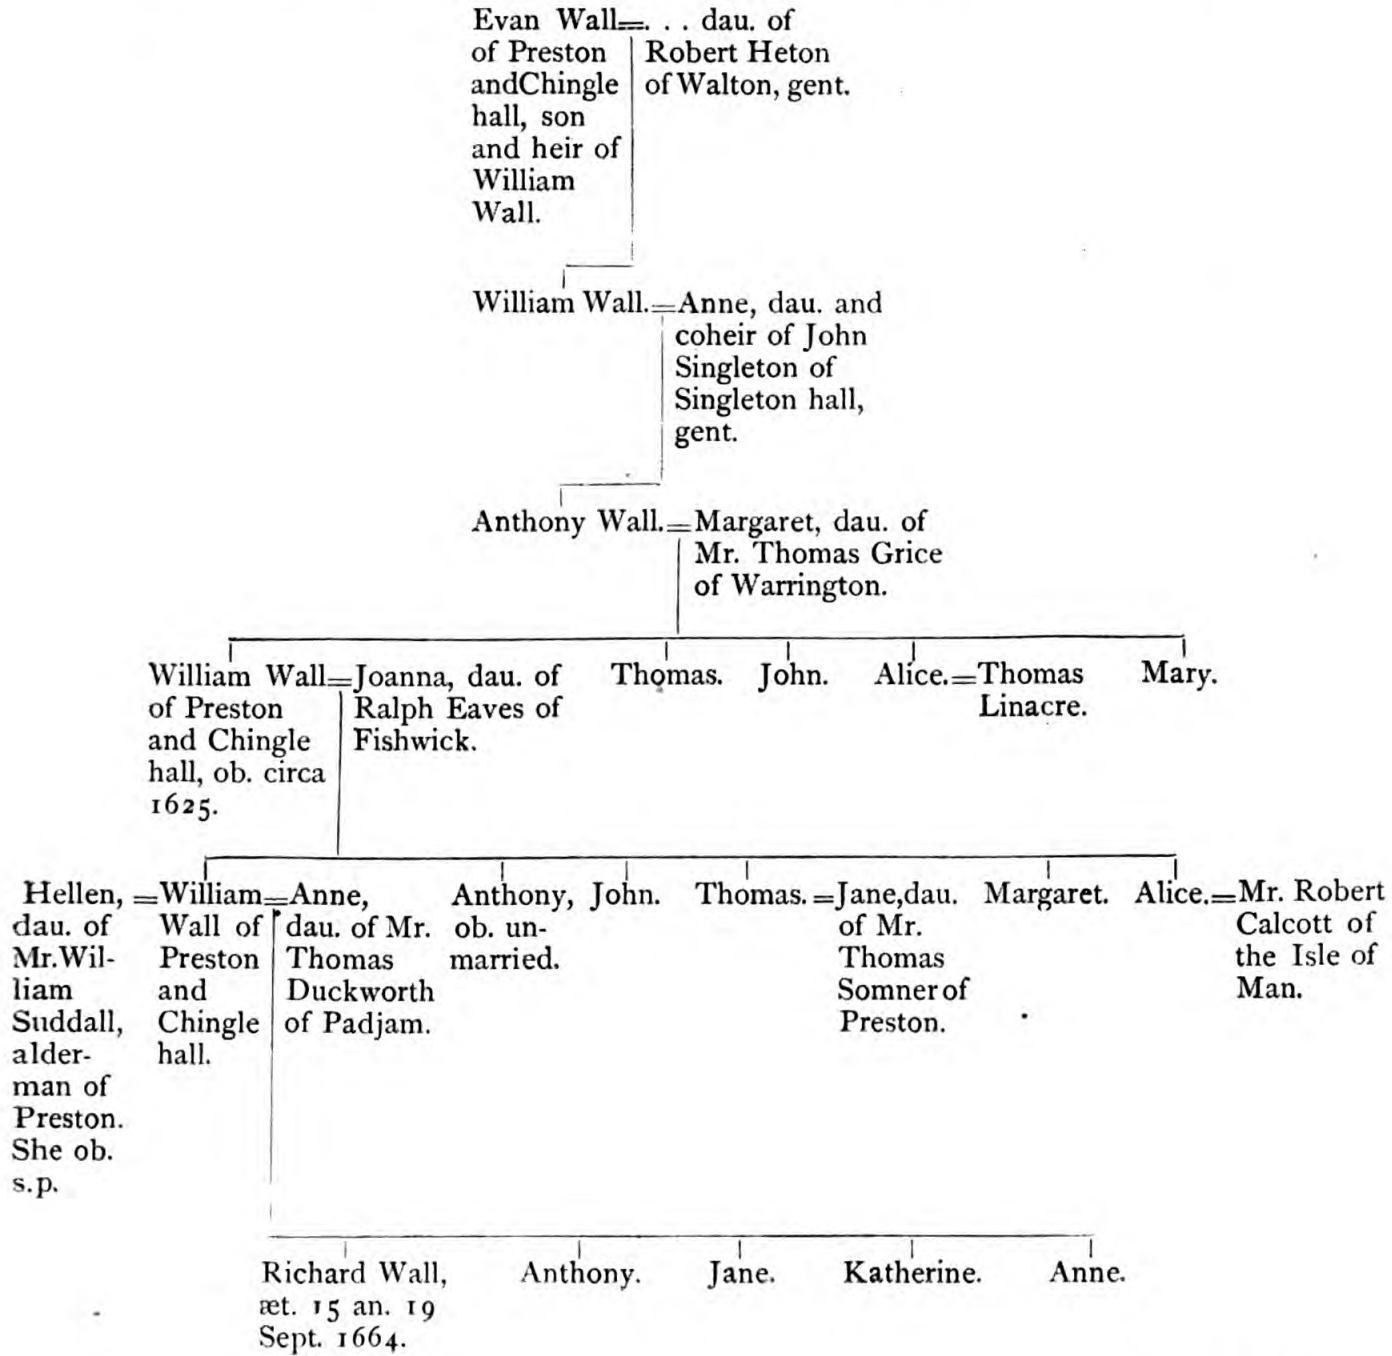 Evan Wall=. . . dau. of
of Preston Robert Heton
andChingle of Walton, gent.
hall, son
and heir of
William
Wall.
William Wall.=Anne, dau. and
coheir of John
Singleton of
Singleton hall,
gent.
Anthony Wall.=Margaret, dau. of
Mr. Thomas Grice
of Warrington.
William Wall=Joanna, dau. of
of Preston Ralph Eaves of
and Chingle Fishwick.
hall, ob. circa
1625.
Thomas.
John.
Alice.=Thomas
Linacre.
Mary.
Hellen,
dau. of
Mr.Wil-
liam
Suddall,
alder-
man of
Preston.
She ob.
s.p.
=William=
Wall of
Preston
and
Chingle
hall.
Anne,
dau. of Mr.
Thomas
Duckworth
of Padjam.
Anthony,
ob. un-
married.
John.
Thomas.=Jane,dau.
of Mr.
Thomas
Somner of
Preston.
Margaret.
Alice.=Mr. Robert
Calcott of
the Isle of
Man.
Richard Wall,
æt. 15 an. 19
Sept. 1664.
Anthony.
Jane.
Katherine.
Anne.